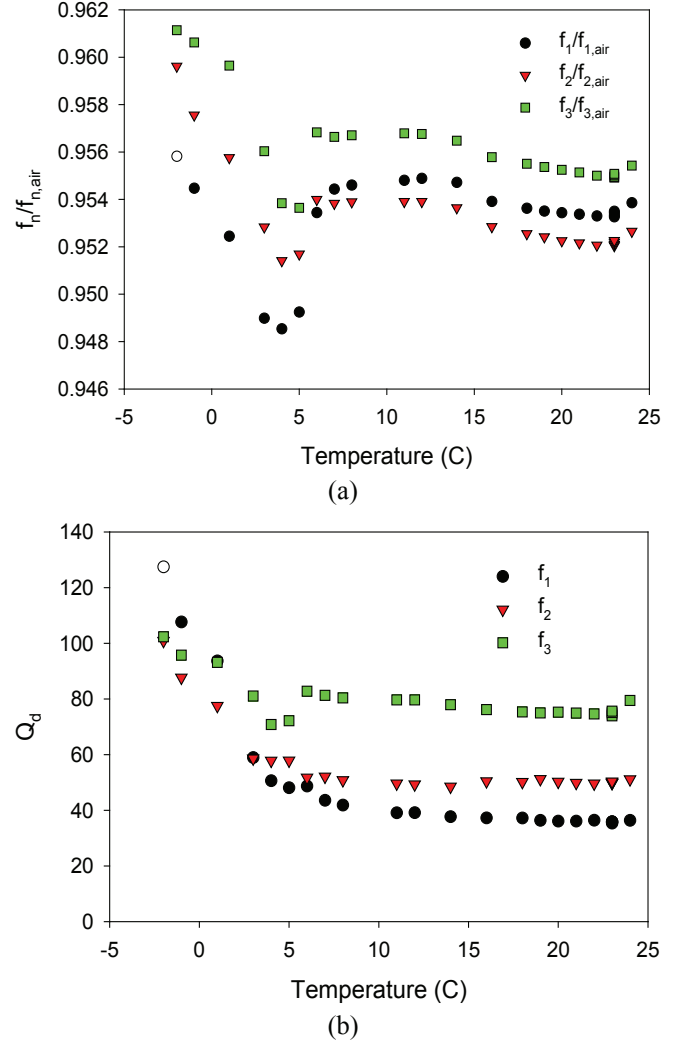 0.962
0.960
0.958
0.956
0.954
0.952
0.950
0.948
0.946
fn/fn,air
f1/f1,air
f2/f2,air
f3/f3,air
-5 0 5 10 15 20 25
Temperature (C)
(a)
140
120
100
80
60
40
20
0
Qd
f1
f2
f3
-5 0 5 10 15 20 25
Temperature (C)
(b)